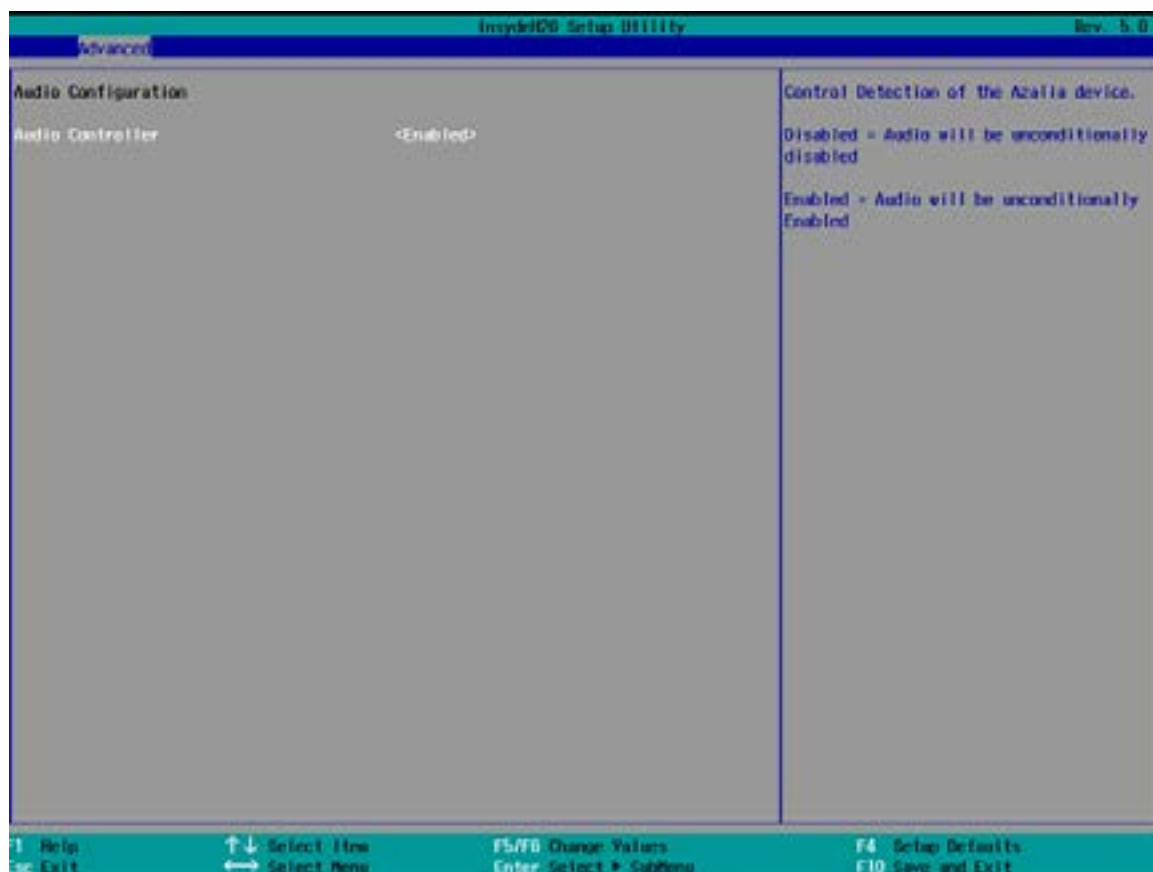 InsydeH2O Setup Utility Rev. 5.0
Advanced
Audio Configuration
Audio Controller <Enabled>
Control Detection of the Azalia device.
Disabled = Audio will be unconditionally
disabled
Enabled = Audio will be unconditionally
Enabled
F1 Help ↑↓ Select Item F5/F6 Change Values F4 Setup Defaults
Esc Exit ←→ Select Menu Enter Select ▶ SubMenu F10 Save and Exit